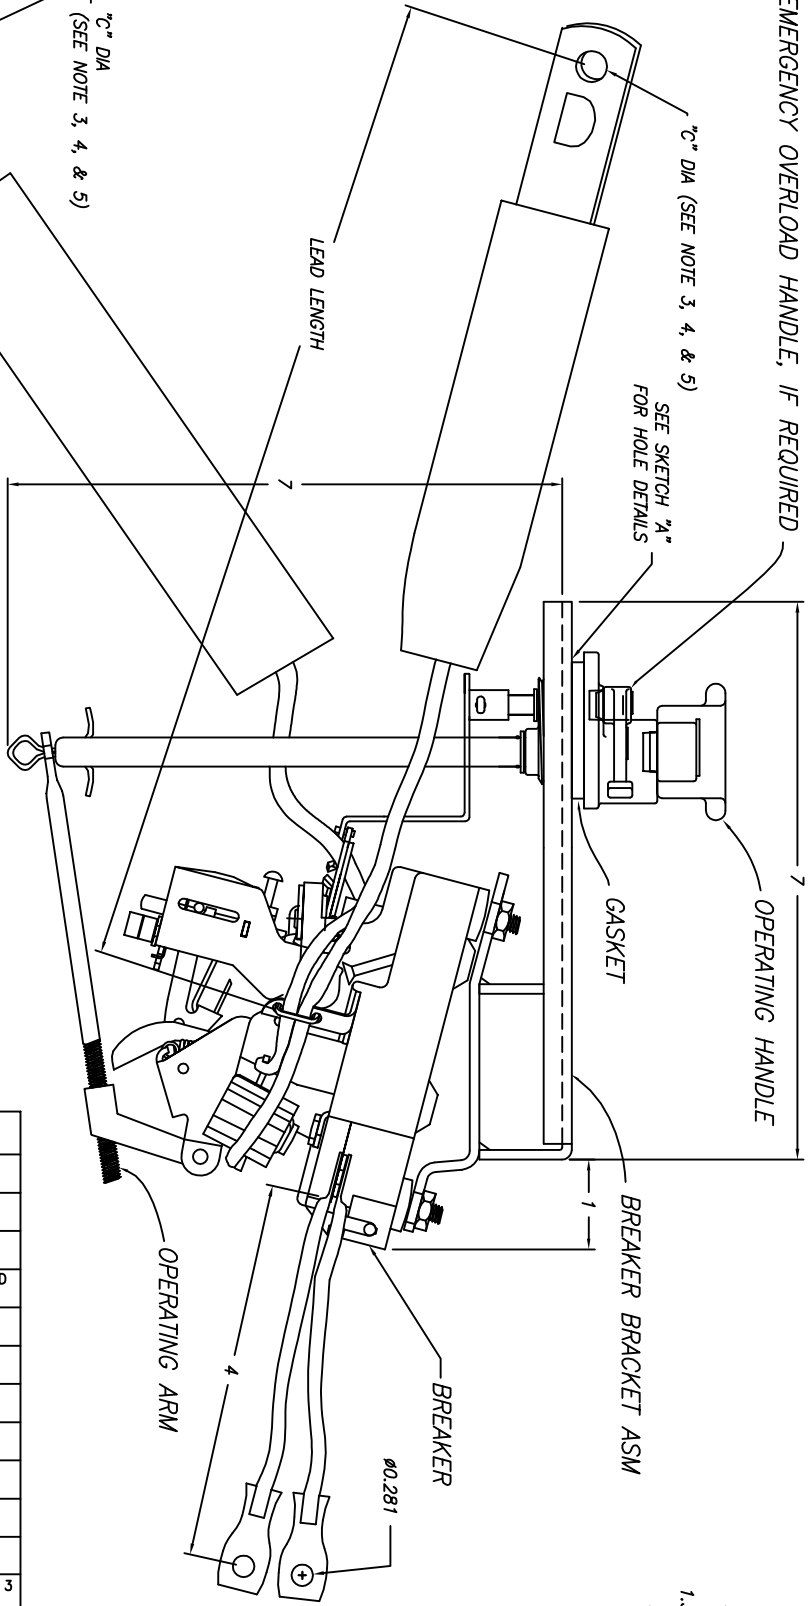 EMERGENCY OVERLOAD HANDLE, IF REQUIRED
"C" DIA (SEE NOTE 3, 4, & 5)
SEE SKETCH "A"
FOR HOLE DETAILS
7
OPERATING HANDLE
GASKET
BREAKER BRACKET ASM
1
LEAD LENGTH
7
"C" DIA
(SEE NOTE 3, 4, & 5)
BREAKER
ø0.281
4
OPERATING ARM
3